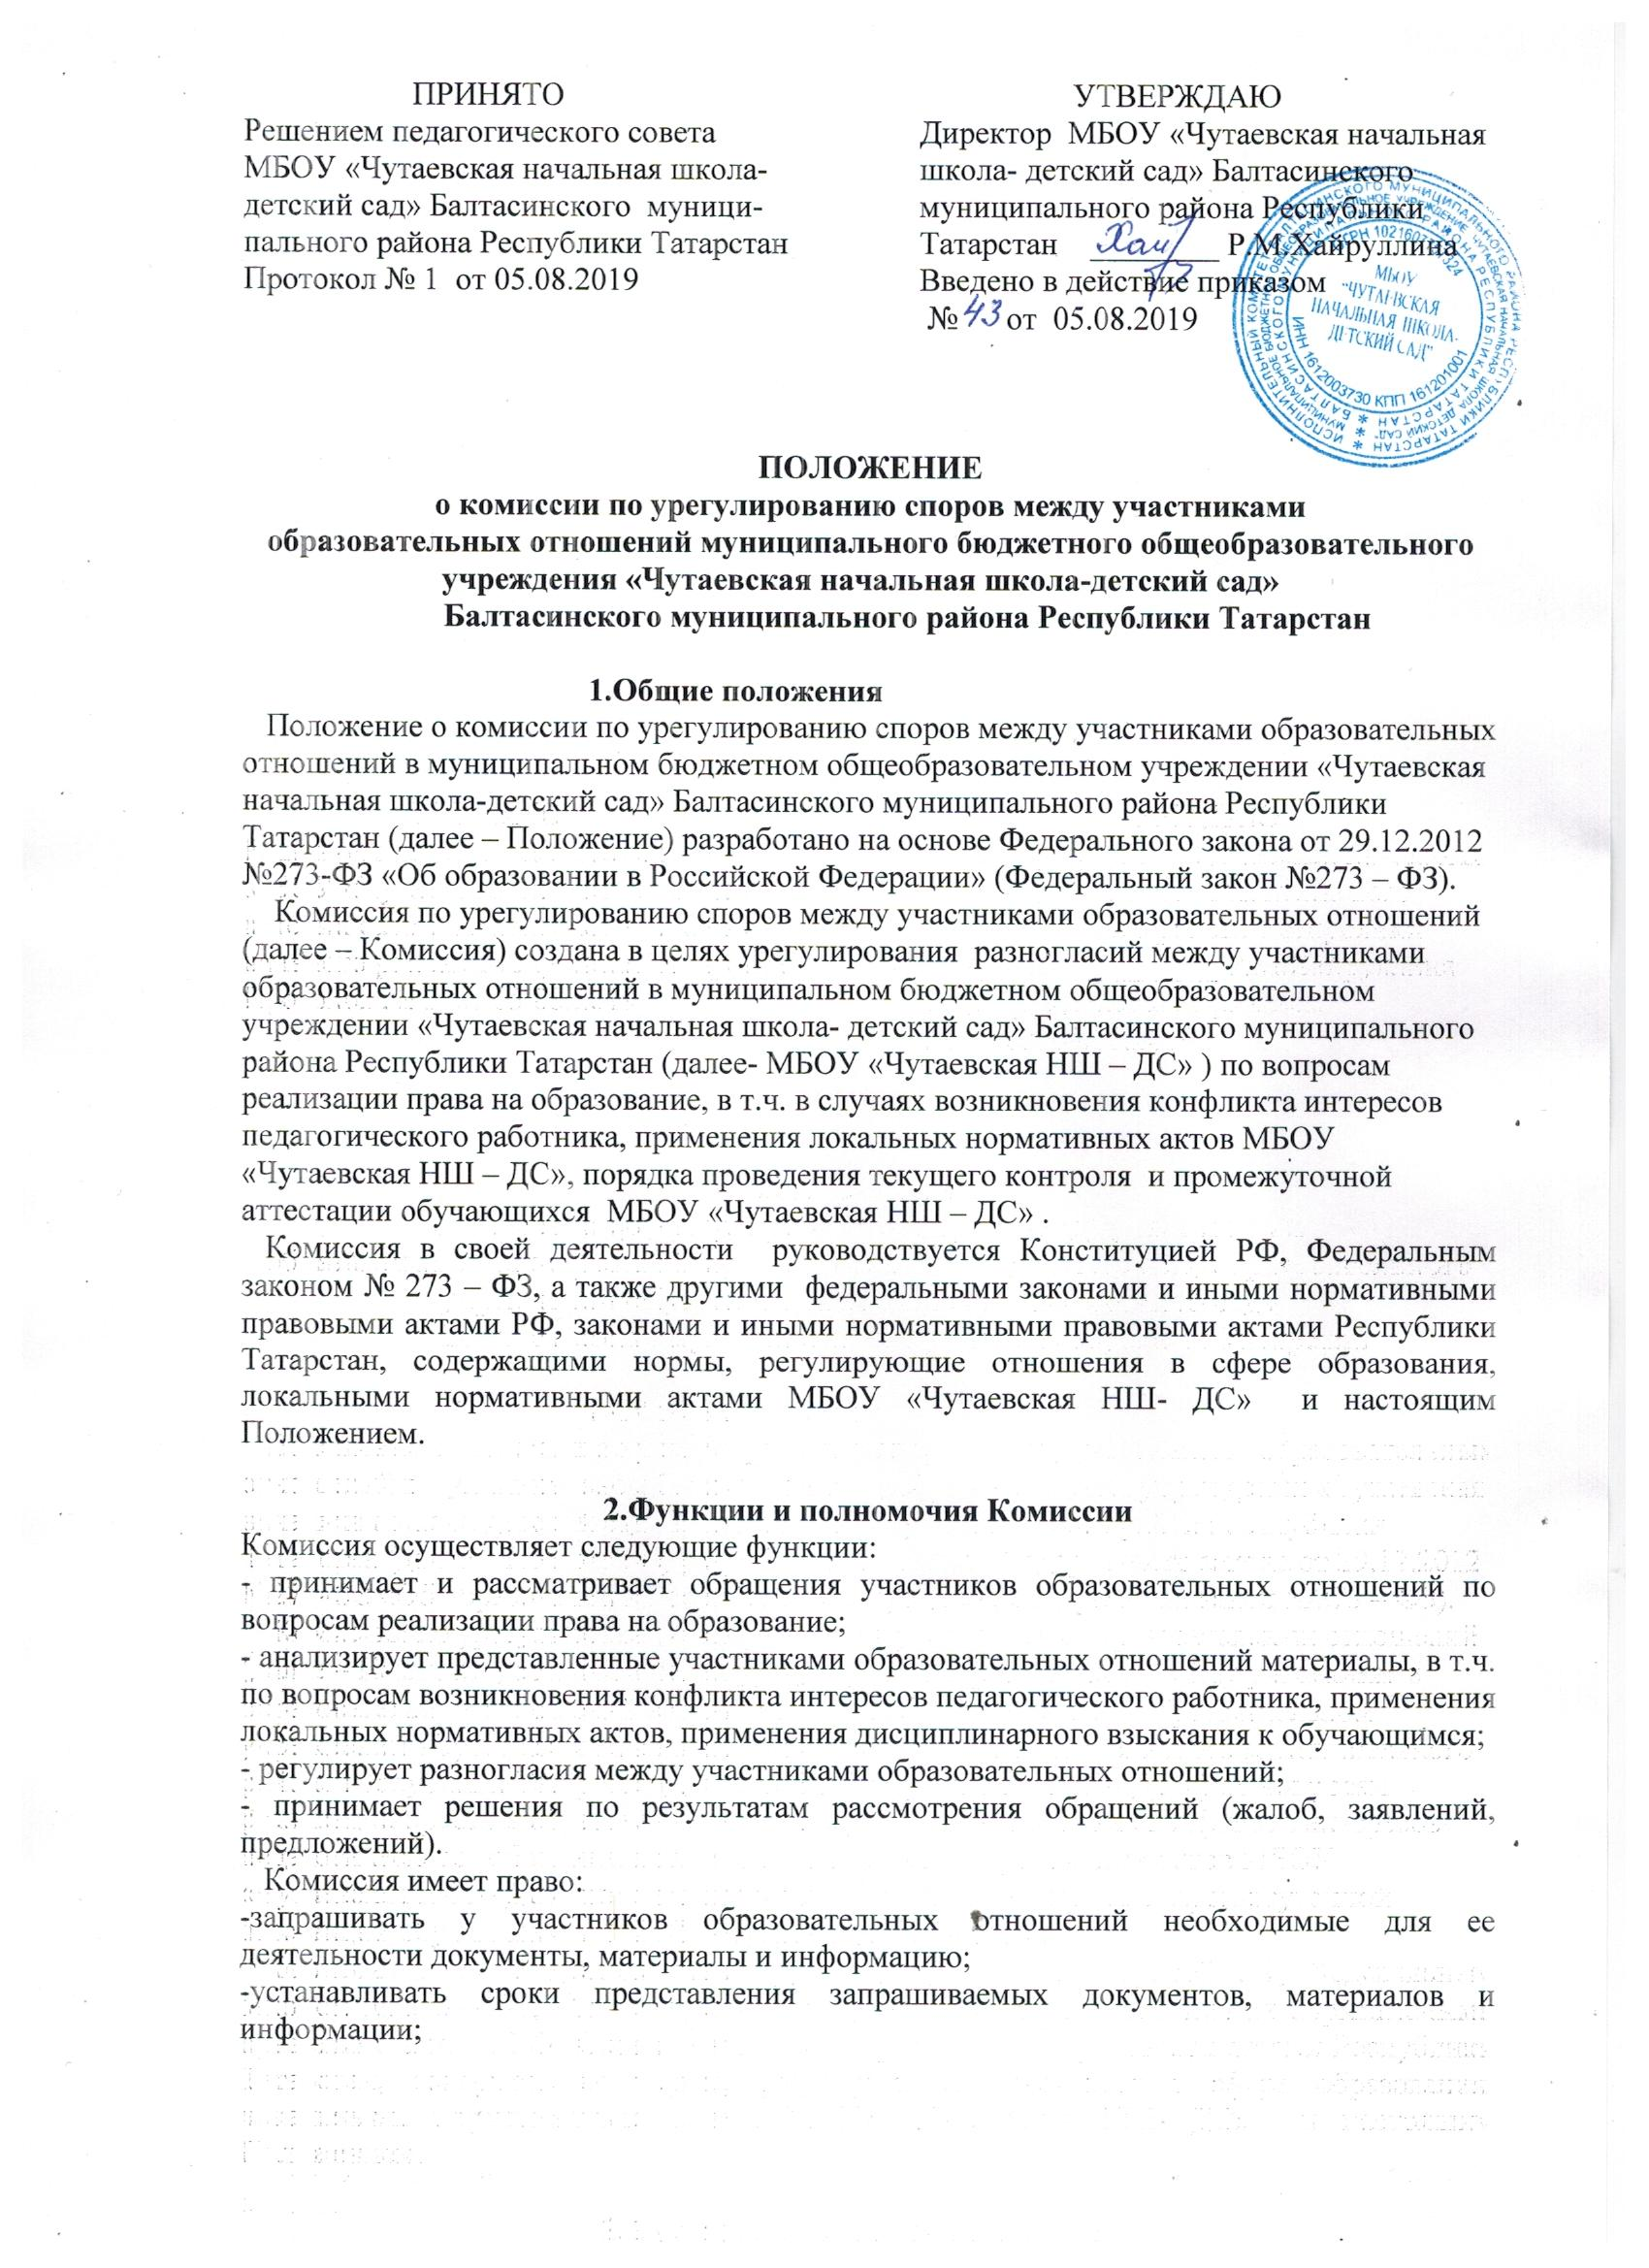 ПРИНЯТО
Решением педагогического совета
МБОУ «Чутаевская начальная школа-
детский сад» Балтасинского муници-
пального района Республики Татарстан
Протокол № 1 от 05.08.2019
УТВЕРЖДАЮ
Директор МБОУ «Чутаевская начальная
школа- детский сад» Балтасинского
муниципального района Республики
Татарстан ________ Р.М.Хайруллина
Введено в действие приказом
№ 43 от 05.08.2019
МБОУ
"ЧУТАЕВСКАЯ
НАЧАЛЬНАЯ ШКОЛА-
ДЕТСКИЙ САД"
ИНН 1612003730 КПП 161201001
ПОЛОЖЕНИЕ
о комиссии по урегулированию споров между участниками
образовательных отношений муниципального бюджетного общеобразовательного
учреждения «Чутаевская начальная школа-детский сад»
Балтасинского муниципального района Республики Татарстан
1.Общие положения
Положение о комиссии по урегулированию споров между участниками образовательных
отношений в муниципальном бюджетном общеобразовательном учреждении «Чутаевская
начальная школа-детский сад» Балтасинского муниципального района Республики
Татарстан (далее – Положение) разработано на основе Федерального закона от 29.12.2012
№273-ФЗ «Об образовании в Российской Федерации» (Федеральный закон №273 – ФЗ).
Комиссия по урегулированию споров между участниками образовательных отношений
(далее – Комиссия) создана в целях урегулирования разногласий между участниками
образовательных отношений в муниципальном бюджетном общеобразовательном
учреждении «Чутаевская начальная школа- детский сад» Балтасинского муниципального
района Республики Татарстан (далее- МБОУ «Чутаевская НШ – ДС» ) по вопросам
реализации права на образование, в т.ч. в случаях возникновения конфликта интересов
педагогического работника, применения локальных нормативных актов МБОУ
«Чутаевская НШ – ДС», порядка проведения текущего контроля и промежуточной
аттестации обучающихся МБОУ «Чутаевская НШ – ДС» .
Комиссия в своей деятельности руководствуется Конституцией РФ, Федеральным
законом № 273 – ФЗ, а также другими федеральными законами и иными нормативными
правовыми актами РФ, законами и иными нормативными правовыми актами Республики
Татарстан, содержащими нормы, регулирующие отношения в сфере образования,
локальными нормативными актами МБОУ «Чутаевская НШ- ДС» и настоящим
Положением.
2.Функции и полномочия Комиссии
Комиссия осуществляет следующие функции:
- принимает и рассматривает обращения участников образовательных отношений по
вопросам реализации права на образование;
- анализирует представленные участниками образовательных отношений материалы, в т.ч.
по вопросам возникновения конфликта интересов педагогического работника, применения
локальных нормативных актов, применения дисциплинарного взыскания к обучающимся;
- регулирует разногласия между участниками образовательных отношений;
- принимает решения по результатам рассмотрения обращений (жалоб, заявлений,
предложений).
Комиссия имеет право:
-запрашивать у участников образовательных отношений необходимые для ее
деятельности документы, материалы и информацию;
-устанавливать сроки представления запрашиваемых документов, материалов и
информации;